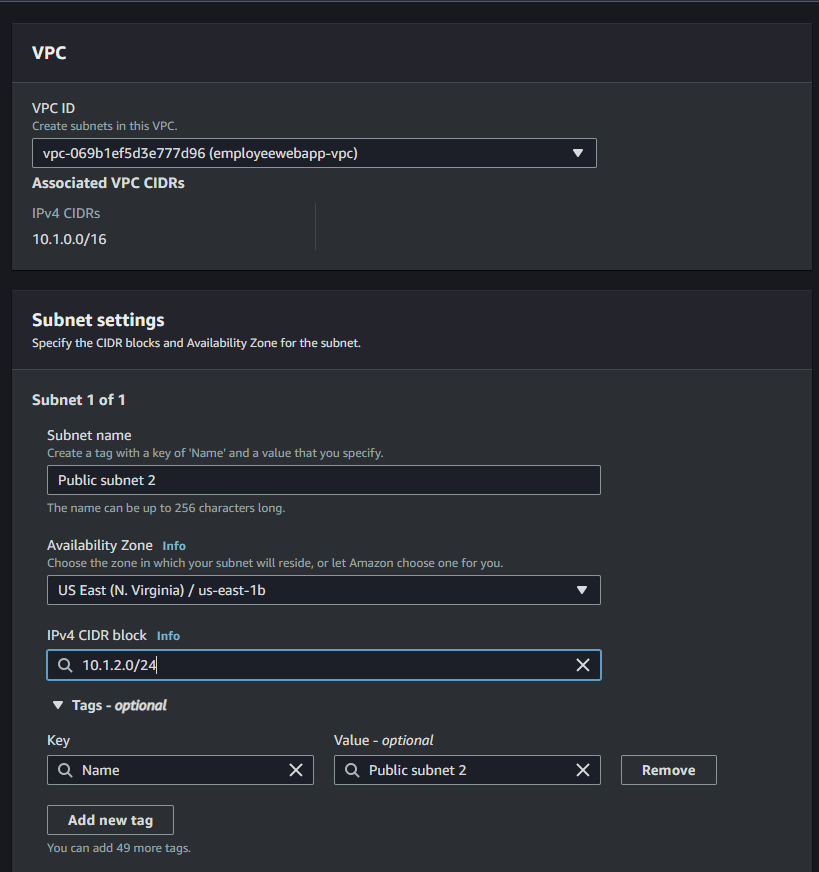 VPC
VPC ID
Create subnets in this VPC.
vpc-069b1ef5d3e777d96 (employeewebapp-vpc)
Associated VPC CIDRs
IPv4 CIDRs
10.1.0.0/16
Subnet settings
Specify the CIDR blocks and Availability Zone for the subnet.
Subnet 1 of 1
Subnet name
Create a tag with a key of 'Name' and a value that you specify.
Public subnet 2
The name can be up to 256 characters long.
Availability Zone Info
Choose the zone in which your subnet will reside, or let Amazon choose one for you.
US East (N. Virginia) / us-east-1b
IPv4 CIDR block Info
10.1.2.0/24
Tags - optional
Key Value - optional
Name Public subnet 2 Remove
Add new tag
You can add 49 more tags.